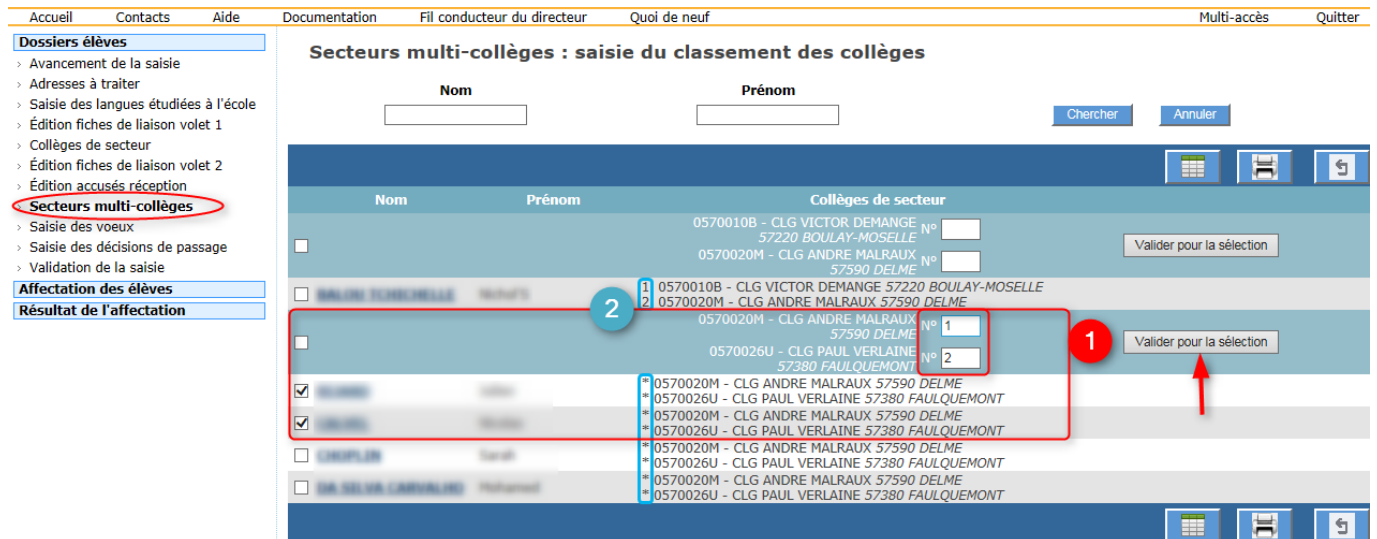 Accueil Contacts Aide Documentation Fil conducteur du directeur Quoi de neuf Multi-accès Quitter
Dossiers élèves
› Avancement de la saisie
› Adresses à traiter
› Saisie des langues étudiées à l'école
› Édition fiches de liaison volet 1
› Collèges de secteur
› Édition fiches de liaison volet 2
› Édition accusés réception
› Secteurs multi-collèges
› Saisie des voeux
› Saisie des décisions de passage
› Validation de la saisie
Affectation des élèves
Résultat de l'affectation
Secteurs multi-collèges : saisie du classement des collèges
Nom Prénom
Chercher Annuler
Nom Prénom Collèges de secteur
0570010B - CLG VICTOR DEMANGE N°
57220 BOULAY-MOSELLE
0570020M - CLG ANDRE MALRAUX N°
57590 DELME
Valider pour la sélection
1 0570010B - CLG VICTOR DEMANGE 57220 BOULAY-MOSELLE
2 0570020M - CLG ANDRE MALRAUX 57590 DELME
2
0570020M - CLG ANDRE MALRAUX N° 1
57590 DELME
0570026U - CLG PAUL VERLAINE N° 2
57380 FAULQUEMONT
1
Valider pour la sélection
* 0570020M - CLG ANDRE MALRAUX 57590 DELME
* 0570026U - CLG PAUL VERLAINE 57380 FAULQUEMONT
* 0570020M - CLG ANDRE MALRAUX 57590 DELME
* 0570026U - CLG PAUL VERLAINE 57380 FAULQUEMONT
* 0570020M - CLG ANDRE MALRAUX 57590 DELME
* 0570026U - CLG PAUL VERLAINE 57380 FAULQUEMONT
* 0570020M - CLG ANDRE MALRAUX 57590 DELME
* 0570026U - CLG PAUL VERLAINE 57380 FAULQUEMONT